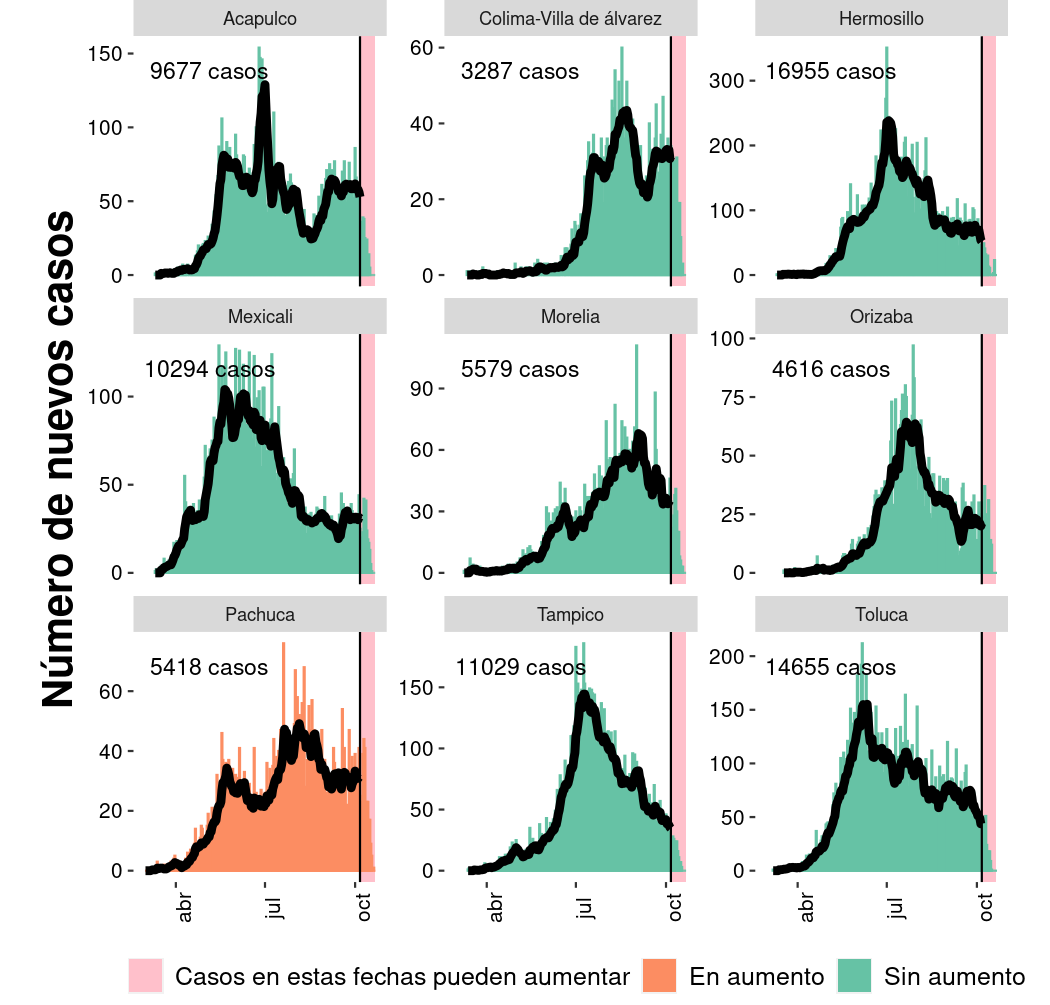 Número de nuevos casos
Acapulco
150
100
50
0
9677 casos
Colima-Villa de álvarez
60
40
20
0
3287 casos
Hermosillo
300
200
100
0
16955 casos
Mexicali
100
50
0
10294 casos
Morelia
90
60
30
0
5579 casos
Orizaba
100
75
50
25
0
4616 casos
Pachuca
60
40
20
0
5418 casos
abr
jul
oct
Tampico
150
100
50
0
11029 casos
abr
jul
oct
Toluca
200
150
100
50
0
14655 casos
abr
jul
oct
Casos en estas fechas pueden aumentar
En aumento
Sin aumento